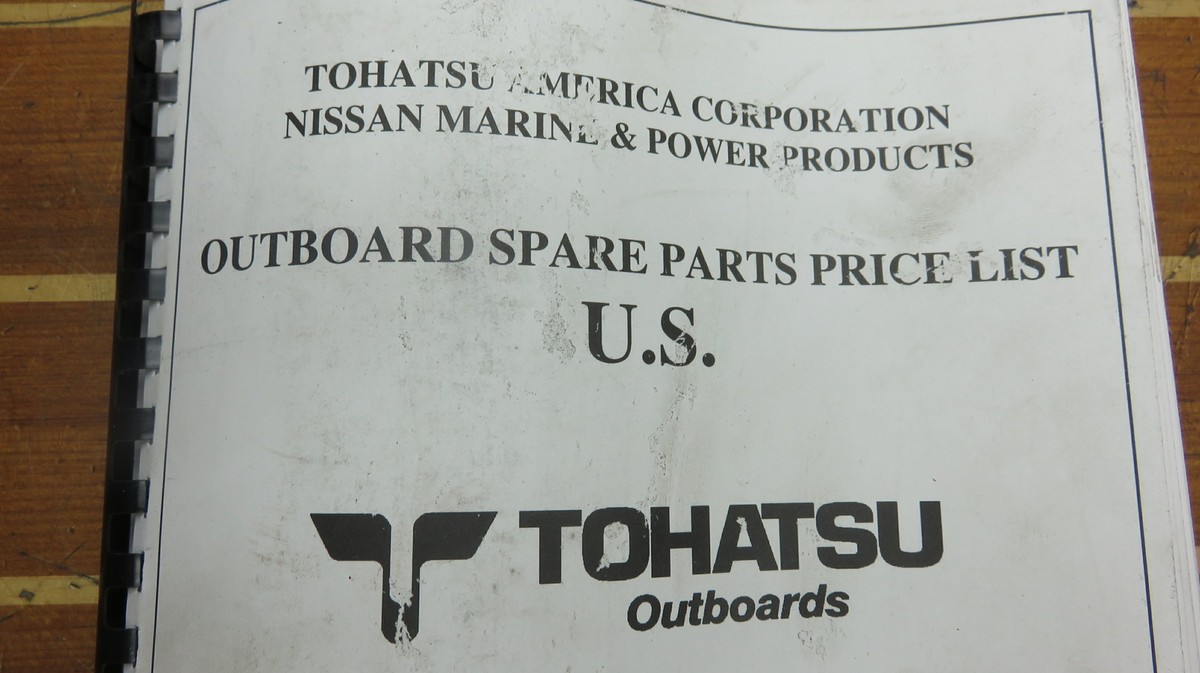 TOHATSU AMERICA CORPORATION
NISSAN MARINE & POWER PRODUCTS
OUTBOARD SPARE PARTS PRICE LIST
U.S.
TOHATSU
Outboards